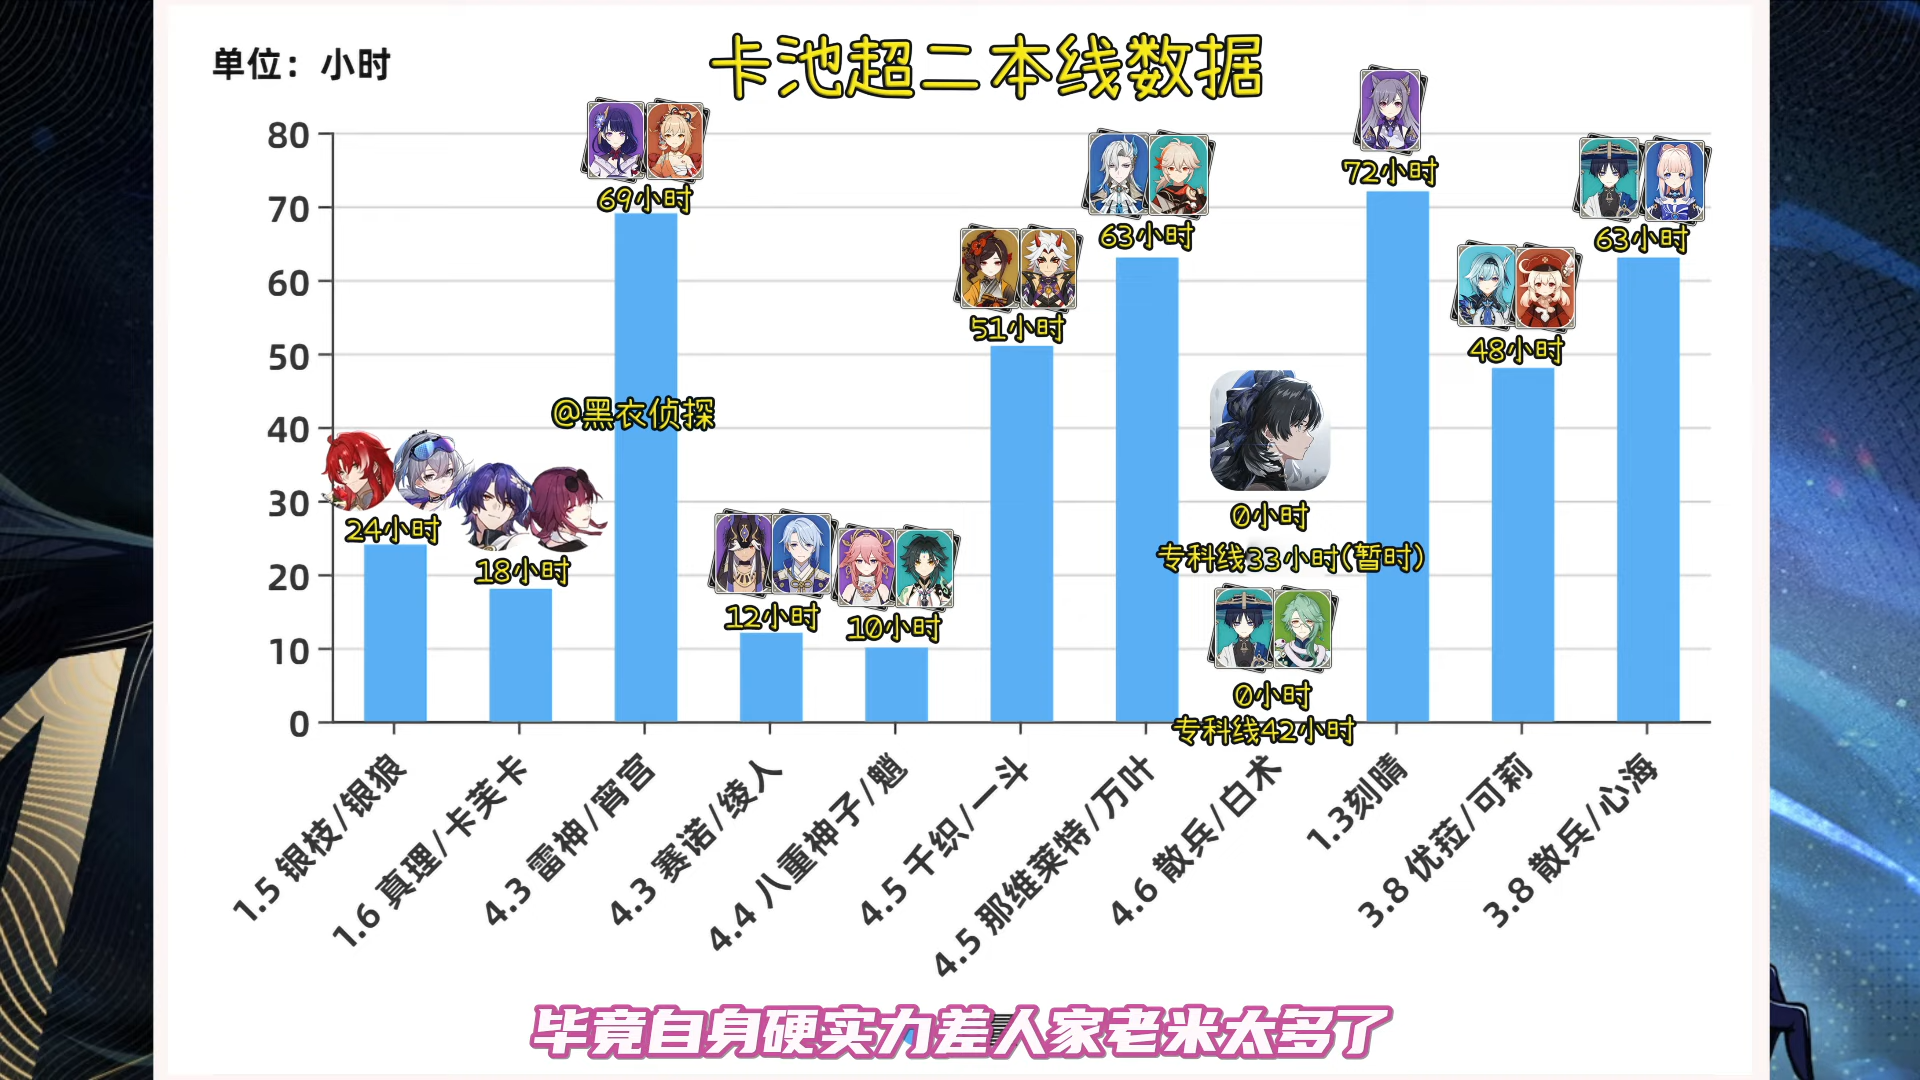 单位：小时
卡池超二本线数据
80
70
60
50
40
30
20
10
0
24小时
18小时
69小时
@黑衣侦探
12小时
10小时
51小时
63小时
0小时
专科线33小时(暂时)
0小时
专科线42小时
72小时
48小时
63小时
1.5 银枝/银狼
1.6 真理/卡芙卡
4.3 雷神/宵宫
4.3 赛诺/绫人
4.4 八重神子/魈
4.5 千织/一斗
4.5 那维莱特/万叶
4.6 散兵/白术
1.3刻晴
3.8 优菈/可莉
3.8 散兵/心海
毕竟自身硬实力差人家老米太多了